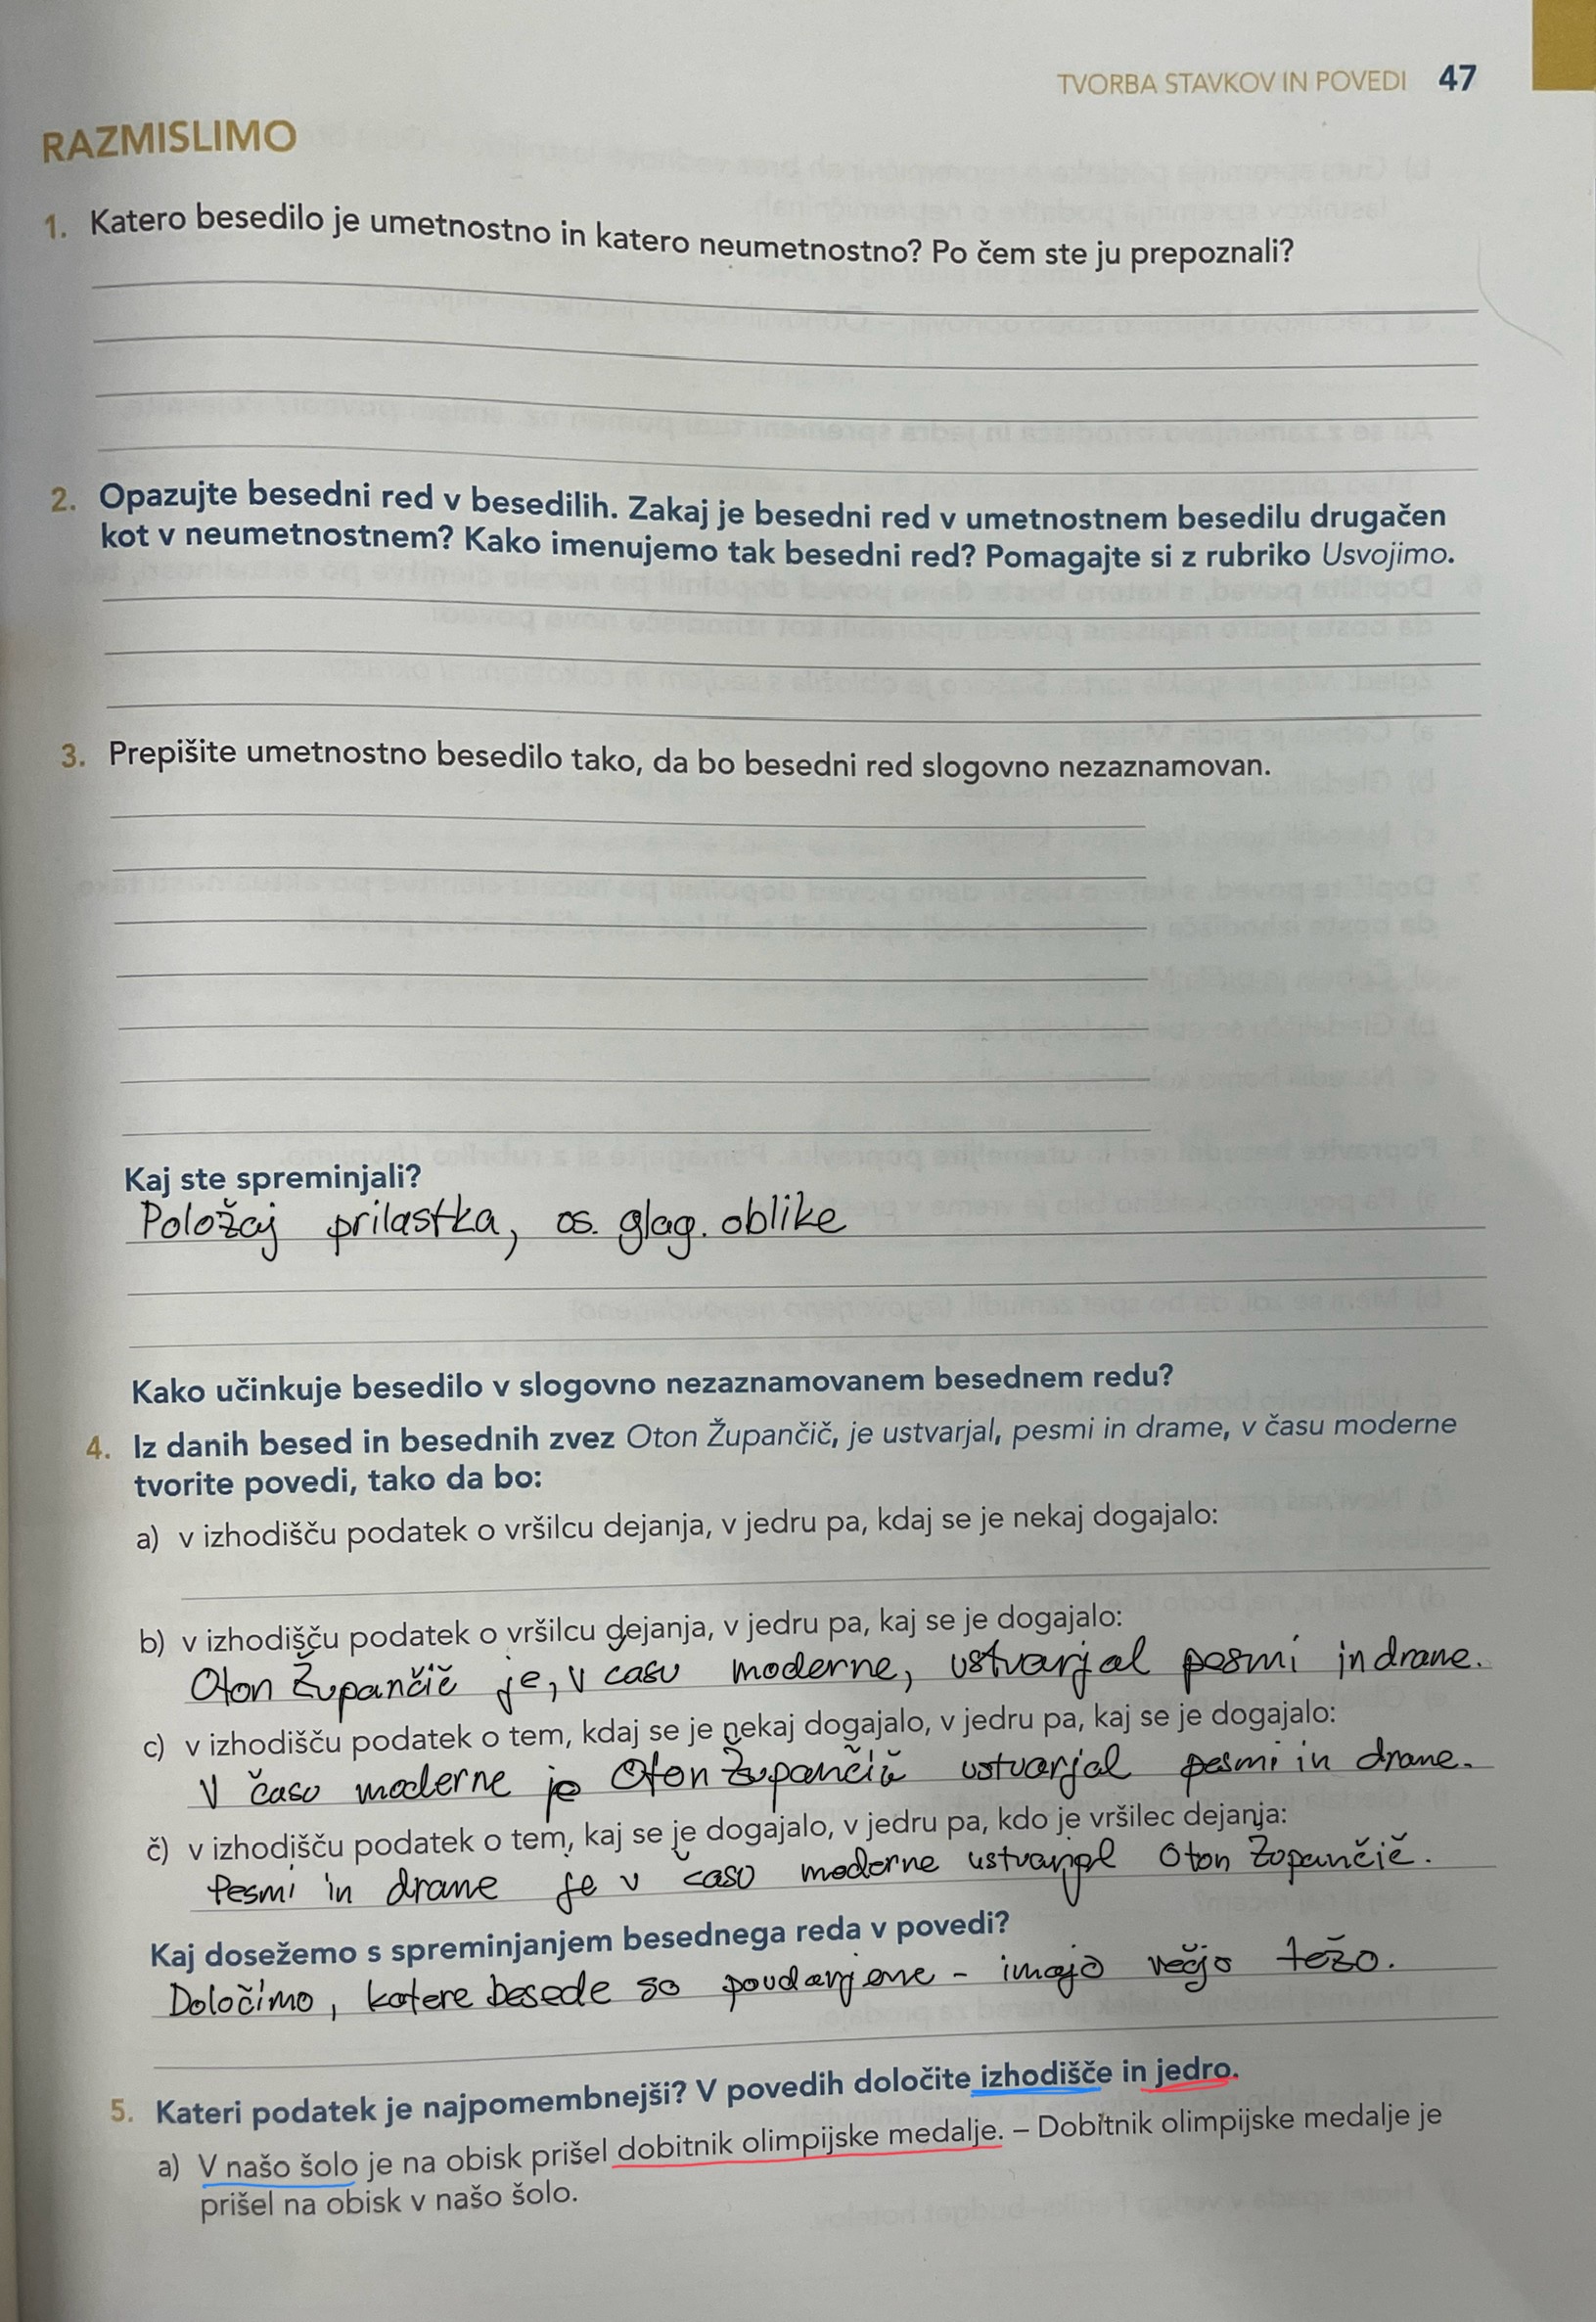 TVORBA STAVKOV IN POVEDI 47
RAZMISLIMO
1. Katero besedilo je umetnostno in katero neumetnostno? Po čem ste ju prepoznali?
2. Opazujte besedni red v besedilih. Zakaj je besedni red v umetnostnem besedilu drugačen
kot v neumetnostnem? Kako imenujemo tak besedni red? Pomagajte si z rubriko Usvojimo.
3. Prepišite umetnostno besedilo tako, da bo besedni red slogovno nezaznamovan.
Kaj ste spreminjali?
Položaj prilastka, os. glag. oblike
Kako učinkuje besedilo v slogovno nezaznamovanem besednem redu?
4. Iz danih besed in besednih zvez Oton Župančič, je ustvarjal, pesmi in drame, v času moderne
tvorite povedi, tako da bo:
a) v izhodišču podatek o vršilcu dejanja, v jedru pa, kdaj se je nekaj dogajalo:
b) v izhodišču podatek o vršilcu dejanja, v jedru pa, kaj se je dogajalo:
Oton Župančič je, v času moderne, ustvarjal pesmi in drame.
c) v izhodišču podatek o tem, kdaj se je nekaj dogajalo, v jedru pa, kaj se je dogajalo:
V času moderne je Oton Župančič ustvarjal pesmi in drame.
č) v izhodišču podatek o tem, kaj se je dogajalo, v jedru pa, kdo je vršilec dejanja:
Pesmi in drame je v času moderne ustvarjal Oton Župančič.
Kaj dosežemo s spreminjanjem besednega reda v povedi?
Določimo, katere besede so poudarjene - imajo večjo težo.
5. Kateri podatek je najpomembnejši? V povedih določite izhodišče in jedro.
a) V našo šolo je na obisk prišel dobitnik olimpijske medalje. – Dobitnik olimpijske medalje je
prišel na obisk v našo šolo.